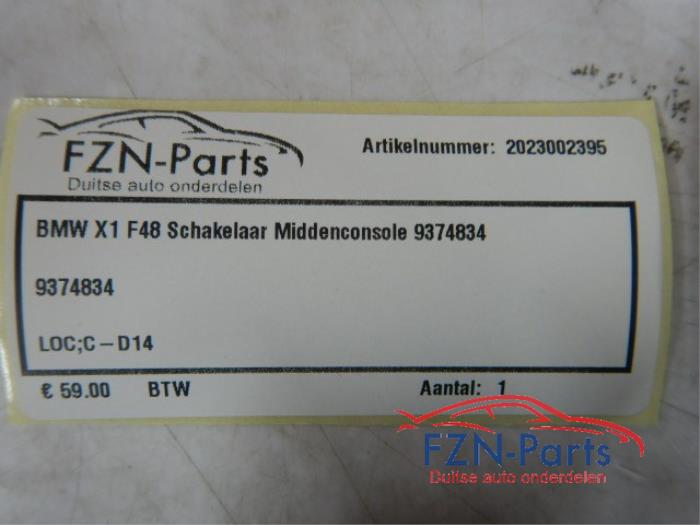 FZN-Parts
Duitse auto onderdelen
Artikelnummer: 2023002395
BMW X1 F48 Schakelaar Middenconsole 9374834
9374834
LOC;C-D14
€ 59.00 BTW Aantal: 1
FZN-Parts
Duitse auto onderdelen